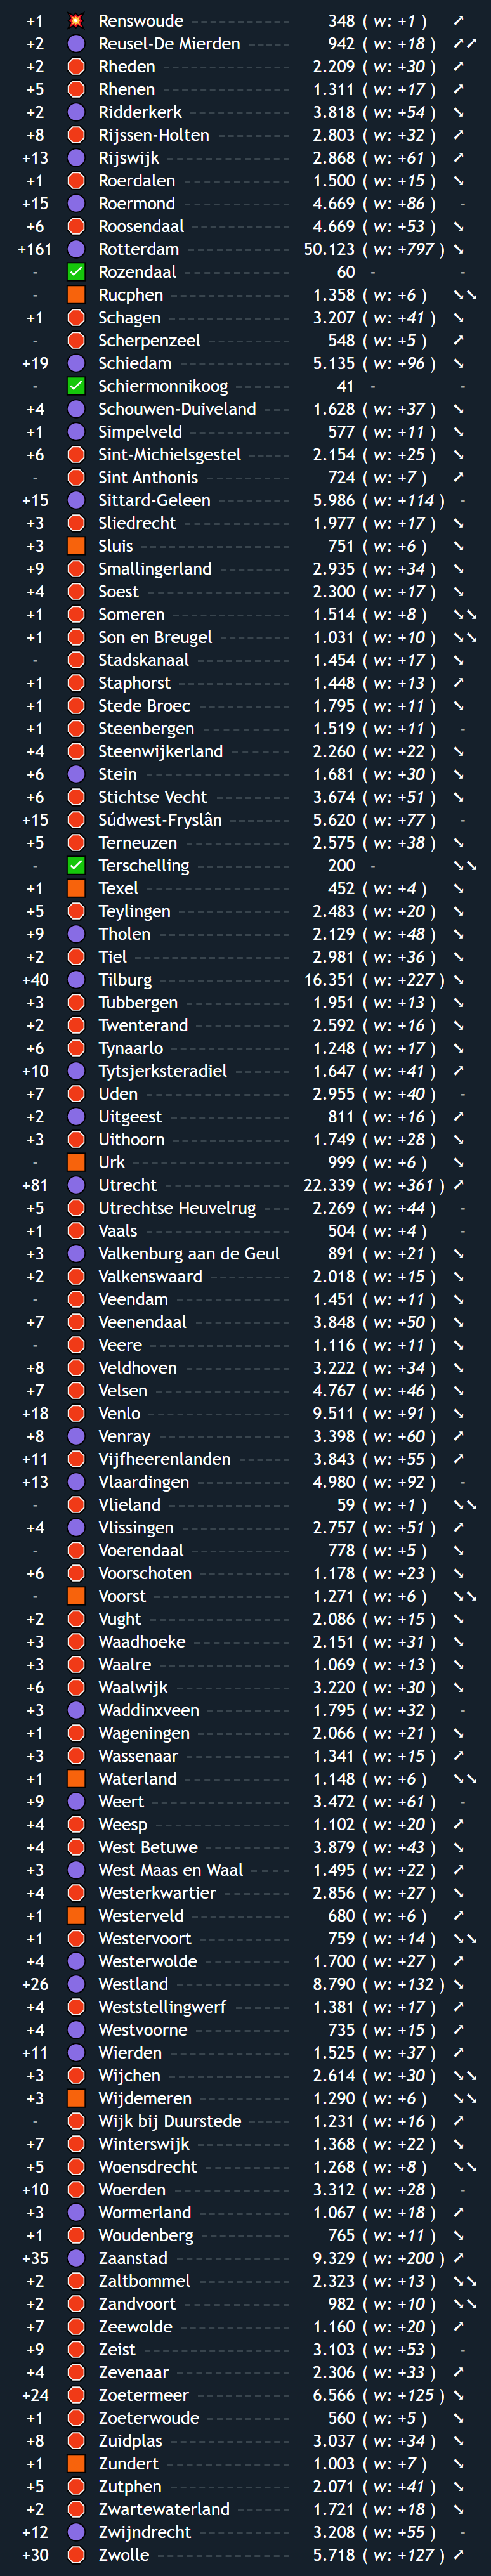 +1 Renswoude 348 ( w: +1 )
+2 Reusel-De Mierden 942 ( w: +18 )
+2 Rheden 2.209 ( w: +30 )
+5 Rhenen 1.311 ( w: +17 )
+2 Ridderkerk 3.818 ( w: +54 )
+8 Rijssen-Holten 2.803 ( w: +32 )
+13 Rijswijk 2.868 ( w: +61 )
+1 Roerdalen 1.500 ( w: +15 )
+15 Roermond 4.669 ( w: +86 ) -
+6 Roosendaal 4.669 ( w: +53 )
+161 Rotterdam 50.123 ( w: +797 )
- Rozendaal 60 - -
- Rucphen 1.358 ( w: +6 )
+1 Schagen 3.207 ( w: +41 )
- Scherpenzeel 548 ( w: +5 )
+19 Schiedam 5.135 ( w: +96 )
- Schiermonnikoog 41 - -
+4 Schouwen-Duiveland 1.628 ( w: +37 )
+1 Simpelveld 577 ( w: +11 )
+6 Sint-Michielsgestel 2.154 ( w: +25 )
- Sint Anthonis 724 ( w: +7 )
+15 Sittard-Geleen 5.986 ( w: +114 ) -
+3 Sliedrecht 1.977 ( w: +17 )
+3 Sluis 751 ( w: +6 )
+9 Smallingerland 2.935 ( w: +34 )
+4 Soest 2.300 ( w: +17 )
+1 Someren 1.514 ( w: +8 )
+1 Son en Breugel 1.031 ( w: +10 )
- Stadskanaal 1.454 ( w: +17 )
+1 Staphorst 1.448 ( w: +13 )
+1 Stede Broec 1.795 ( w: +11 )
+1 Steenbergen 1.519 ( w: +11 ) -
+4 Steenwijkerland 2.260 ( w: +22 )
+6 Stein 1.681 ( w: +30 )
+6 Stichtse Vecht 3.674 ( w: +51 )
+15 Súdwest-Fryslân 5.620 ( w: +77 ) -
+5 Terneuzen 2.575 ( w: +38 )
- Terschelling 200 -
+1 Texel 452 ( w: +4 )
+5 Teylingen 2.483 ( w: +20 )
+9 Tholen 2.129 ( w: +48 )
+2 Tiel 2.981 ( w: +36 )
+40 Tilburg 16.351 ( w: +227 )
+3 Tubbergen 1.951 ( w: +13 )
+2 Twenterand 2.592 ( w: +16 )
+6 Tynaarlo 1.248 ( w: +17 )
+10 Tytsjerksteradiel 1.647 ( w: +41 )
+7 Uden 2.955 ( w: +40 ) -
+2 Uitgeest 811 ( w: +16 )
+3 Uithoorn 1.749 ( w: +28 )
- Urk 999 ( w: +6 )
+81 Utrecht 22.339 ( w: +361 )
+5 Utrechtse Heuvelrug 2.269 ( w: +44 ) -
+1 Vaals 504 ( w: +4 ) -
+3 Valkenburg aan de Geul 891 ( w: +21 )
+2 Valkenswaard 2.018 ( w: +15 )
- Veendam 1.451 ( w: +11 )
+7 Veenendaal 3.848 ( w: +50 )
- Veere 1.116 ( w: +11 )
+8 Veldhoven 3.222 ( w: +34 )
+7 Velsen 4.767 ( w: +46 )
+18 Venlo 9.511 ( w: +91 )
+8 Venray 3.398 ( w: +60 )
+11 Vijfheerenlanden 3.843 ( w: +55 )
+13 Vlaardingen 4.980 ( w: +92 ) -
- Vlieland 59 ( w: +1 )
+4 Vlissingen 2.757 ( w: +51 )
- Voerendaal 778 ( w: +5 )
+6 Voorschoten 1.178 ( w: +23 )
- Voorst 1.271 ( w: +6 )
+2 Vught 2.086 ( w: +15 )
+3 Waadhoeke 2.151 ( w: +31 )
+3 Waalre 1.069 ( w: +13 )
+6 Waalwijk 3.220 ( w: +30 )
+3 Waddinxveen 1.795 ( w: +32 ) -
+1 Wageningen 2.066 ( w: +21 )
+3 Wassenaar 1.341 ( w: +15 )
+1 Waterland 1.148 ( w: +6 )
+9 Weert 3.472 ( w: +61 ) -
+4 Weesp 1.102 ( w: +20 )
+4 West Betuwe 3.879 ( w: +43 )
+3 West Maas en Waal 1.495 ( w: +22 )
+4 Westerkwartier 2.856 ( w: +27 )
+1 Westerveld 680 ( w: +6 )
+1 Westervoort 759 ( w: +14 )
+4 Westerwolde 1.700 ( w: +27 )
+26 Westland 8.790 ( w: +132 )
+4 Weststellingwerf 1.381 ( w: +17 )
+4 Westvoorne 735 ( w: +15 )
+11 Wierden 1.525 ( w: +37 )
+3 Wijchen 2.614 ( w: +30 )
+3 Wijdemeren 1.290 ( w: +6 )
- Wijk bij Duurstede 1.231 ( w: +16 )
+7 Winterswijk 1.368 ( w: +22 )
+5 Woensdrecht 1.268 ( w: +8 )
+10 Woerden 3.312 ( w: +28 ) -
+3 Wormerland 1.067 ( w: +18 )
+1 Woudenberg 765 ( w: +11 )
+35 Zaanstad 9.329 ( w: +200 )
+2 Zaltbommel 2.323 ( w: +13 )
+2 Zandvoort 982 ( w: +10 )
+7 Zeewolde 1.160 ( w: +20 )
+9 Zeist 3.103 ( w: +53 ) -
+4 Zevenaar 2.306 ( w: +33 )
+24 Zoetermeer 6.566 ( w: +125 )
+1 Zoeterwoude 560 ( w: +5 )
+8 Zuidplas 3.037 ( w: +34 )
+1 Zundert 1.003 ( w: +7 )
+5 Zutphen 2.071 ( w: +41 )
+2 Zwartewaterland 1.721 ( w: +18 )
+12 Zwijndrecht 3.208 ( w: +55 ) -
+30 Zwolle 5.718 ( w: +127 )